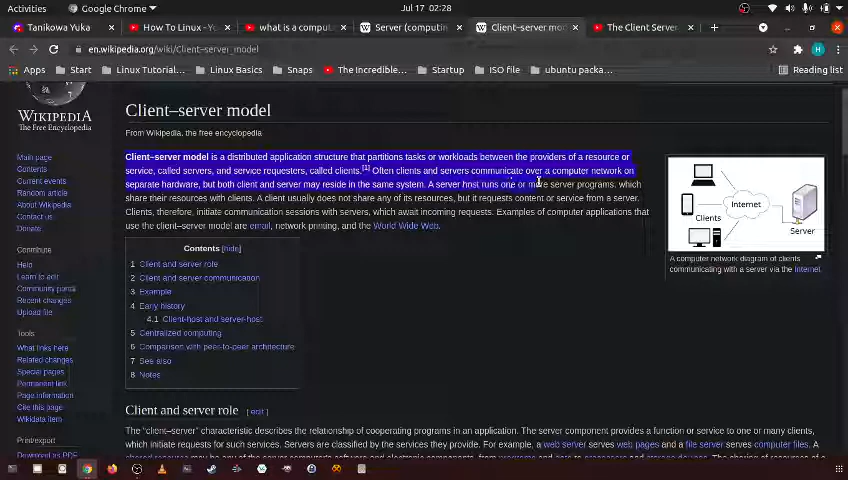 Activities
Google Chrome
Jul 17 02:28
Tanikowa Yuka
How To Linux -
what is a comput
Server (computin
Client–server mod
The Client Serve
en.wikipedia.org/wiki/Client–server_model
Apps
Start
Linux Tutorial...
Linux Basics
Snaps
The Incredible...
Startup
ISO file
ubuntu packa...
Reading list
WIKIPEDIA
The Free Encyclopedia
Main page
Contents
Current events
Random article
About Wikipedia
Contact us
Donate
Contribute
Help
Learn to edit
Community portal
Recent changes
Upload file
Tools
What links here
Related changes
Special pages
Permanent link
Page information
Cite this page
Wikidata item
Print/export
Download as PDF
Client–server model
From Wikipedia, the free encyclopedia
Client–server model is a distributed application structure that partitions tasks or workloads between the providers of a resource or
service, called servers, and service requesters, called clients.[1] Often clients and servers communicate over a computer network on
separate hardware, but both client and server may reside in the same system. A server host runs one or more server programs, which
share their resources with clients. A client usually does not share any of its resources, but it requests content or service from a server.
Clients, therefore, initiate communication sessions with servers, which await incoming requests. Examples of computer applications that
use the client–server model are email, network printing, and the World Wide Web.
Clients
Internet
Server
A computer network diagram of clients
communicating with a server via the Internet
Contents [hide]
1 Client and server role
2 Client and server communication
3 Example
4 Early history
4.1 Client-host and server-host
5 Centralized computing
6 Comparison with peer-to-peer architecture
7 See also
8 Notes
Client and server role [ edit ]
The "client–server" characteristic describes the relationship of cooperating programs in an application. The server component provides a function or service to one or many clients,
which initiate requests for such services. Servers are classified by the services they provide. For example, a web server serves web pages and a file server serves computer files. A